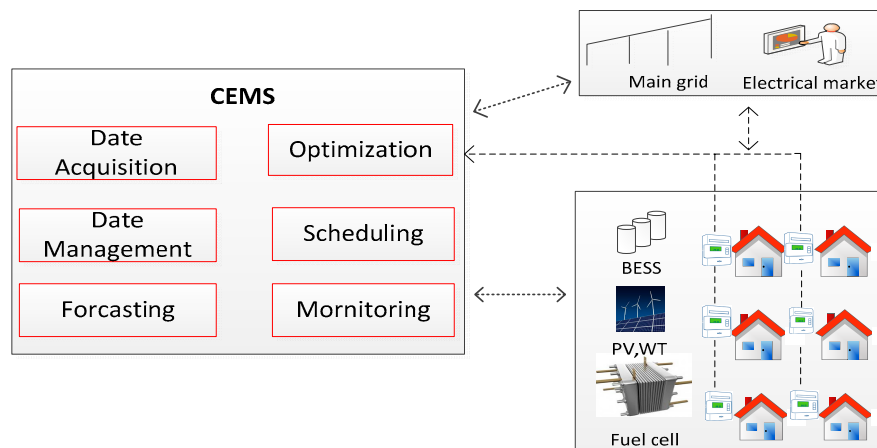 CEMS
Date
Acquisition
Optimization
Date
Management
Scheduling
Forcasting
Mornitoring
Main grid
Electrical market
BESS
PV,WT
Fuel cell